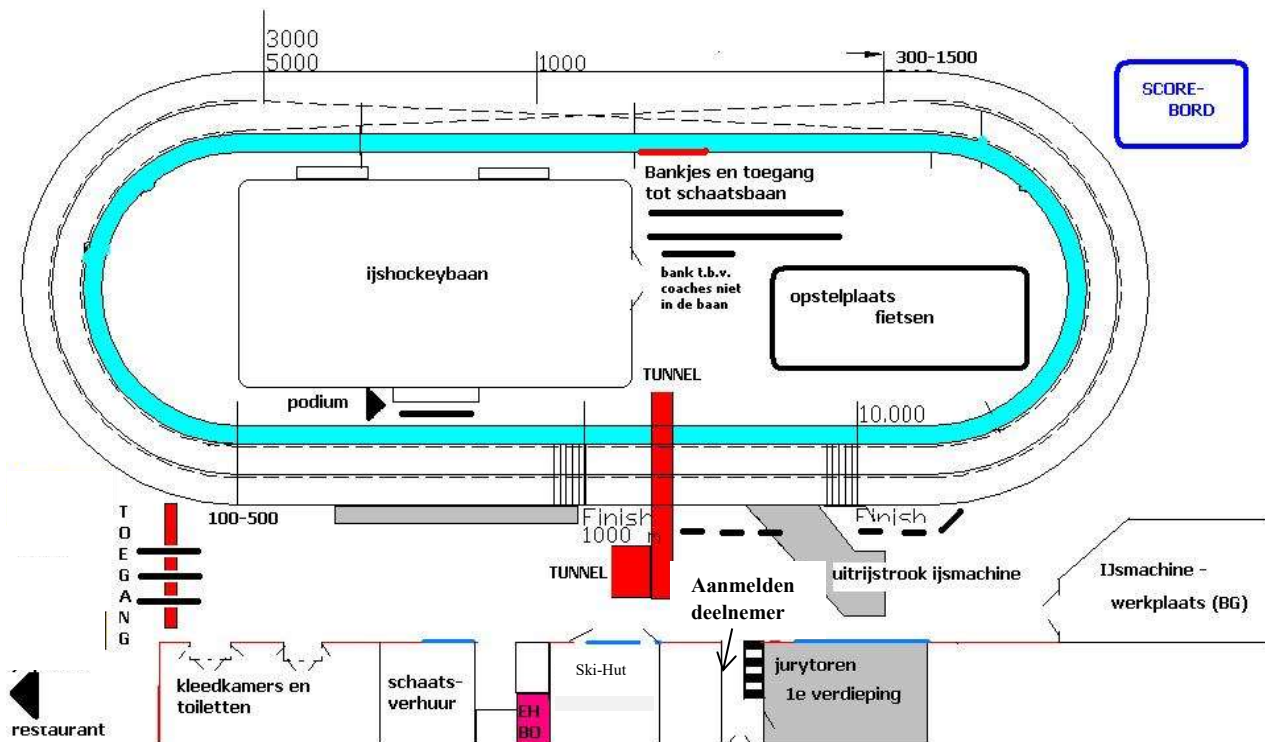 3000
5000
1000
300-1500
SCORE-
BORD
Bankjes en toegang
tot schaatsbaan
ijshockeybaan
bank t.b.v.
coaches niet
in de baan
opstelplaats
fietsen
TUNNEL
podium
10.000
100-500
Finish
1000 m
Finish
TOEGANG
TUNNEL
Aanmelden
deelnemer
uitrijstrook ijsmachine
IJsmachine -
werkplaats (BG)
kleedkamers en
toiletten
schaats-
verhuur
EH
BO
Ski-Hut
jurytoren
1e verdieping
restaurant